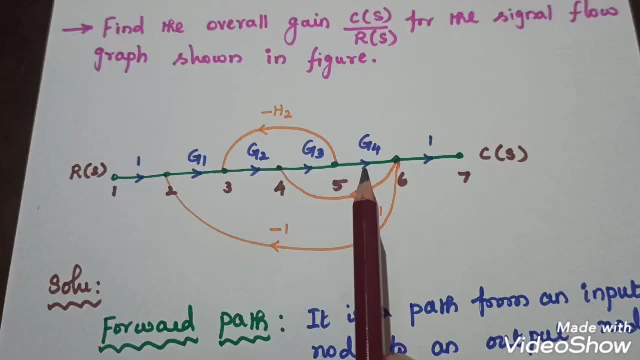 → Find the overall gain C(S)/R(S) for the signal flow
graph shown in figure.
-H2
1 G1 G2 G3 G4 1
R(S) C(S)
1 2 3 4 5 6 7
-1
Solu:
Forward path: It is a path from an input
node to an output
Made with
VideoShow